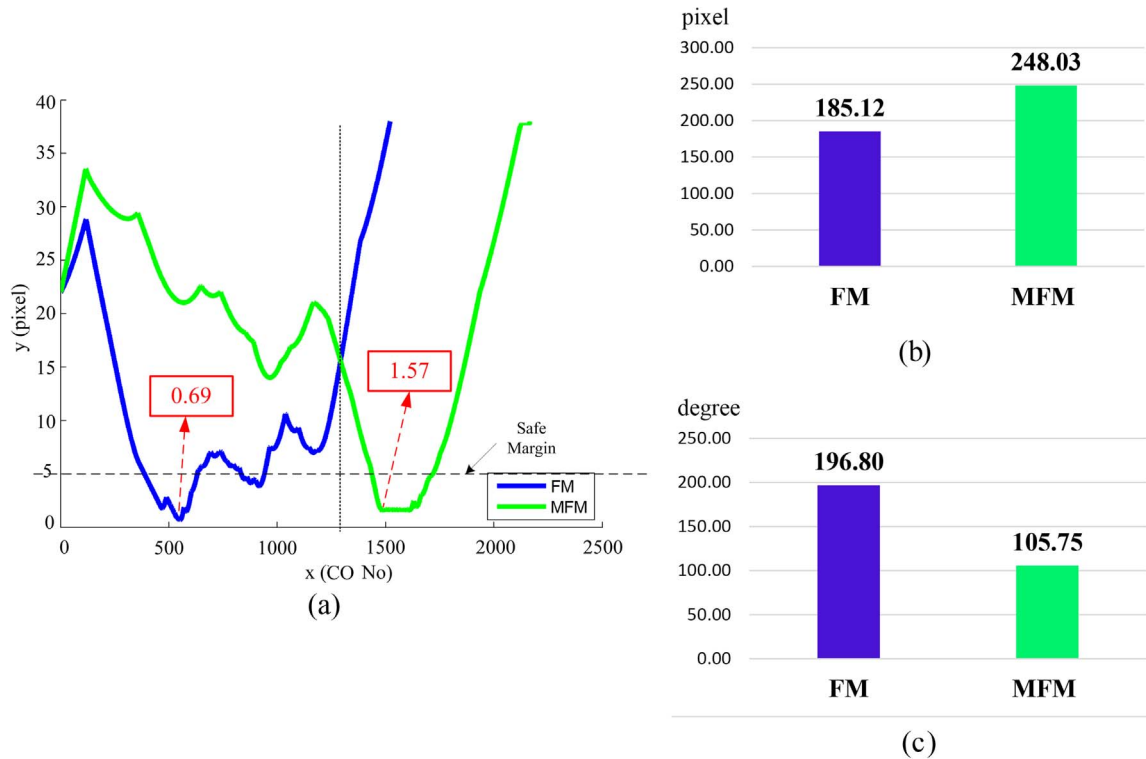 40
35
30
25
20
15
10
5
0
y (pixel)
0.69
1.57
Safe
Margin
FM
MFM
0 500 1000 1500 2000 2500
x (CO No)
(a)
pixel
300.00
250.00
200.00
150.00
100.00
50.00
0.00
185.12
248.03
FM MFM
(b)
degree
250.00
200.00
150.00
100.00
50.00
0.00
196.80
105.75
FM MFM
(c)